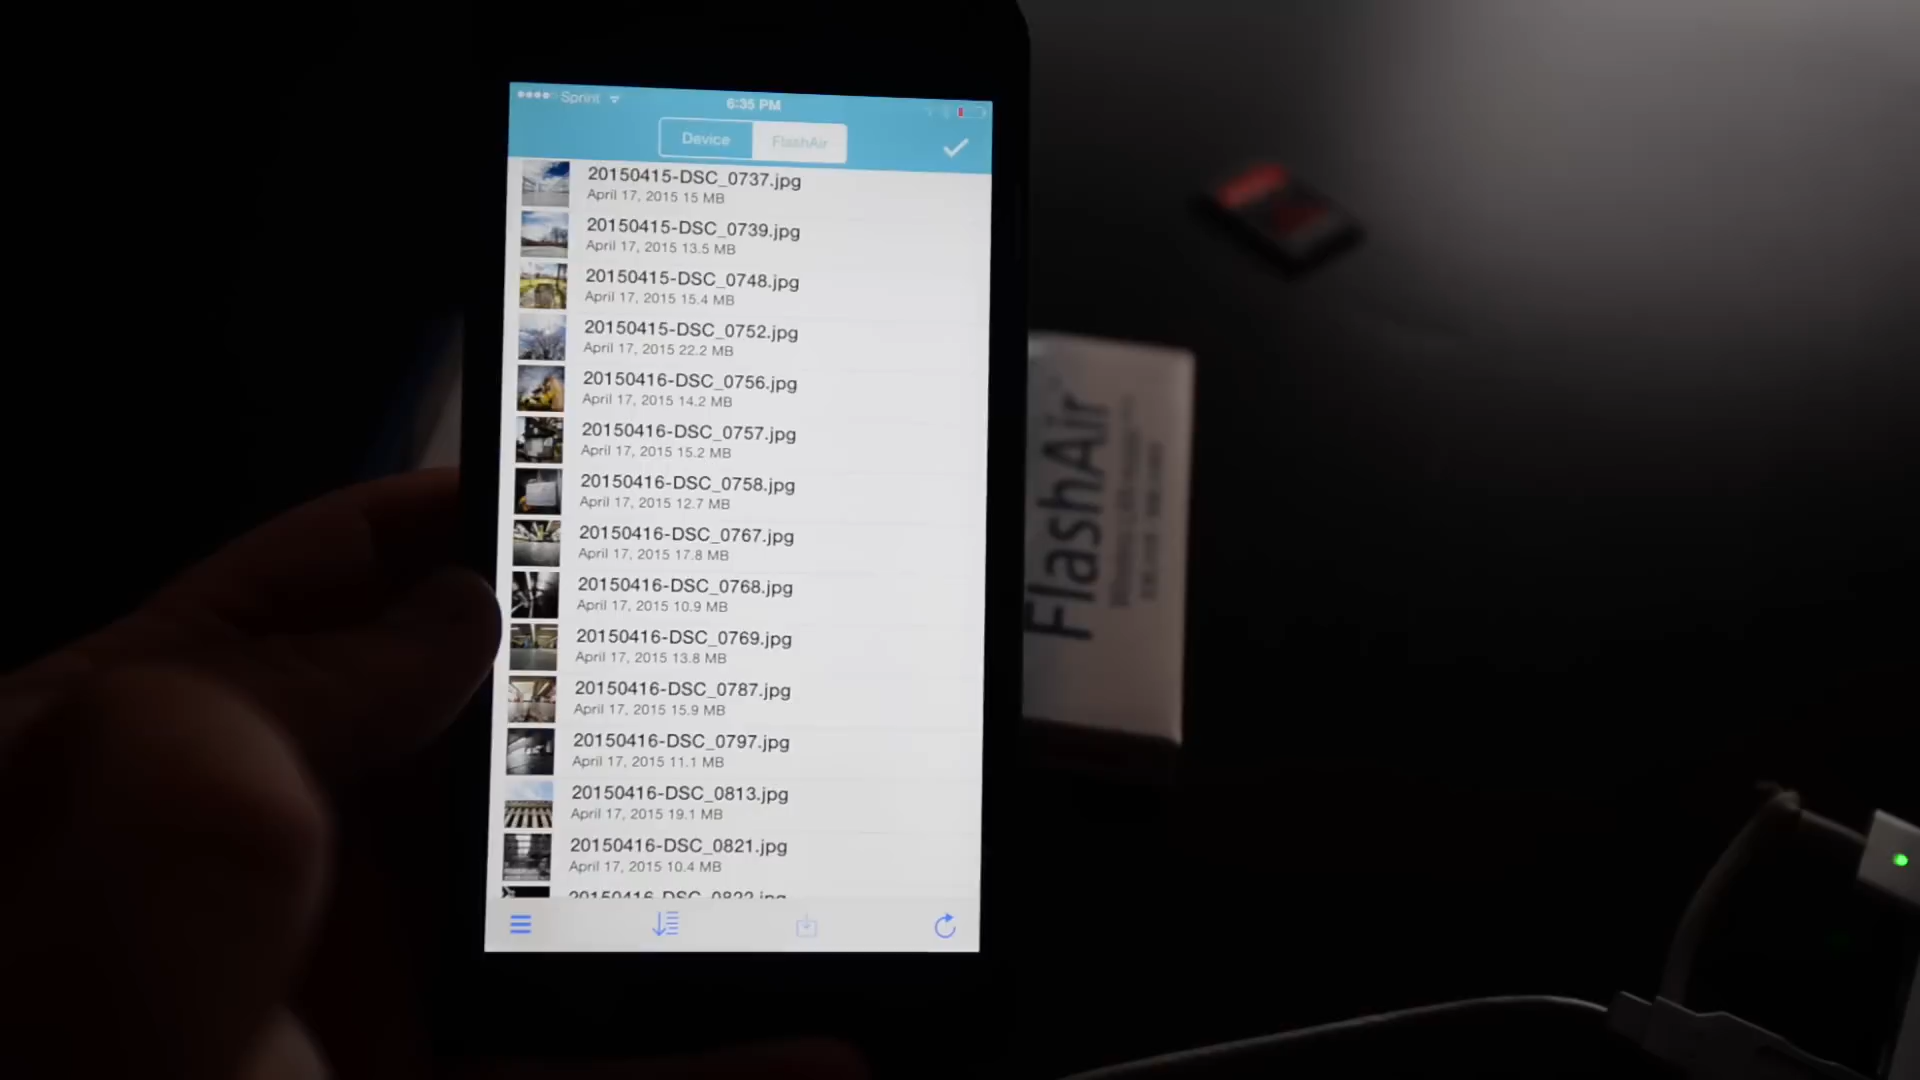 Sprint
6:35 PM
Device
FlashAir
20150415-DSC_0737.jpg
April 17, 2015 15 MB
20150415-DSC_0739.jpg
April 17, 2015 13.5 MB
20150415-DSC_0748.jpg
April 17, 2015 15.4 MB
20150415-DSC_0752.jpg
April 17, 2015 22.2 MB
20150416-DSC_0756.jpg
April 17, 2015 14.2 MB
20150416-DSC_0757.jpg
April 17, 2015 15.2 MB
20150416-DSC_0758.jpg
April 17, 2015 12.7 MB
20150416-DSC_0767.jpg
April 17, 2015 17.8 MB
20150416-DSC_0768.jpg
April 17, 2015 10.9 MB
20150416-DSC_0769.jpg
April 17, 2015 13.8 MB
20150416-DSC_0787.jpg
April 17, 2015 15.9 MB
20150416-DSC_0797.jpg
April 17, 2015 11.1 MB
20150416-DSC_0813.jpg
April 17, 2015 19.1 MB
20150416-DSC_0821.jpg
April 17, 2015 10.4 MB
20150416-DSC_0822.jpg
FlashAir